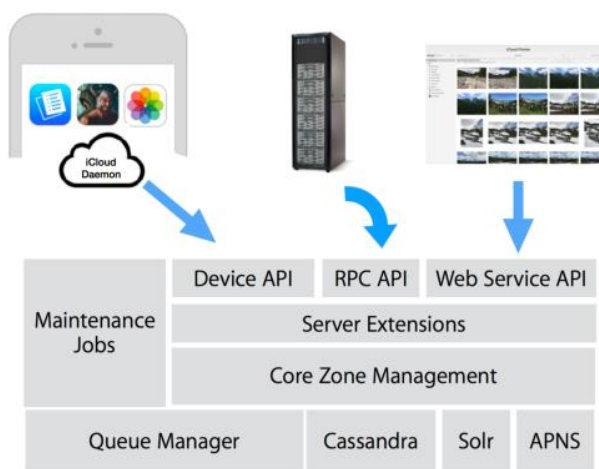 iCloud
Daemon
Device API
RPC API
Web Service API
Maintenance
Jobs
Server Extensions
Core Zone Management
Queue Manager
Cassandra
Solr
APNS